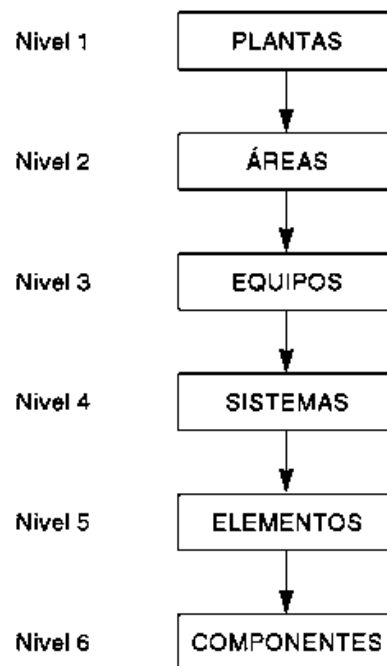 Nivel 1 PLANTAS
Nivel 2 ÁREAS
Nivel 3 EQUIPOS
Nivel 4 SISTEMAS
Nivel 5 ELEMENTOS
Nivel 6 COMPONENTES